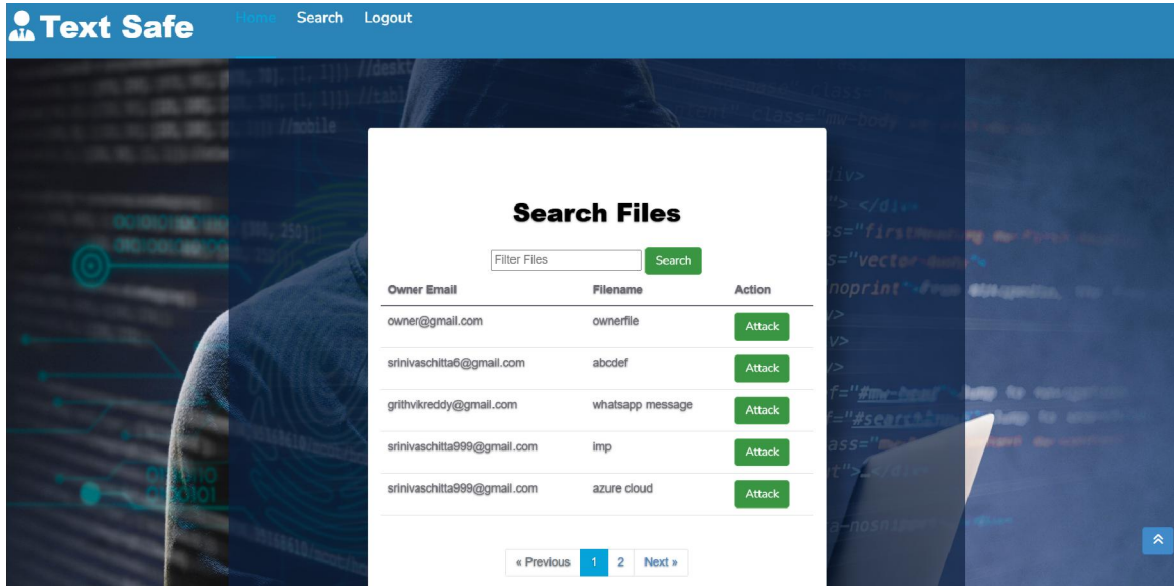 Text Safe Home Search Logout
Search Files
Filter Files Search
Owner Email Filename Action
owner@gmail.com ownerfile Attack
srinivaschitta6@gmail.com abcdef Attack
grithvikreddy@gmail.com whatsapp message Attack
srinivaschitta999@gmail.com imp Attack
srinivaschitta999@gmail.com azure cloud Attack
« Previous 1 2 Next »